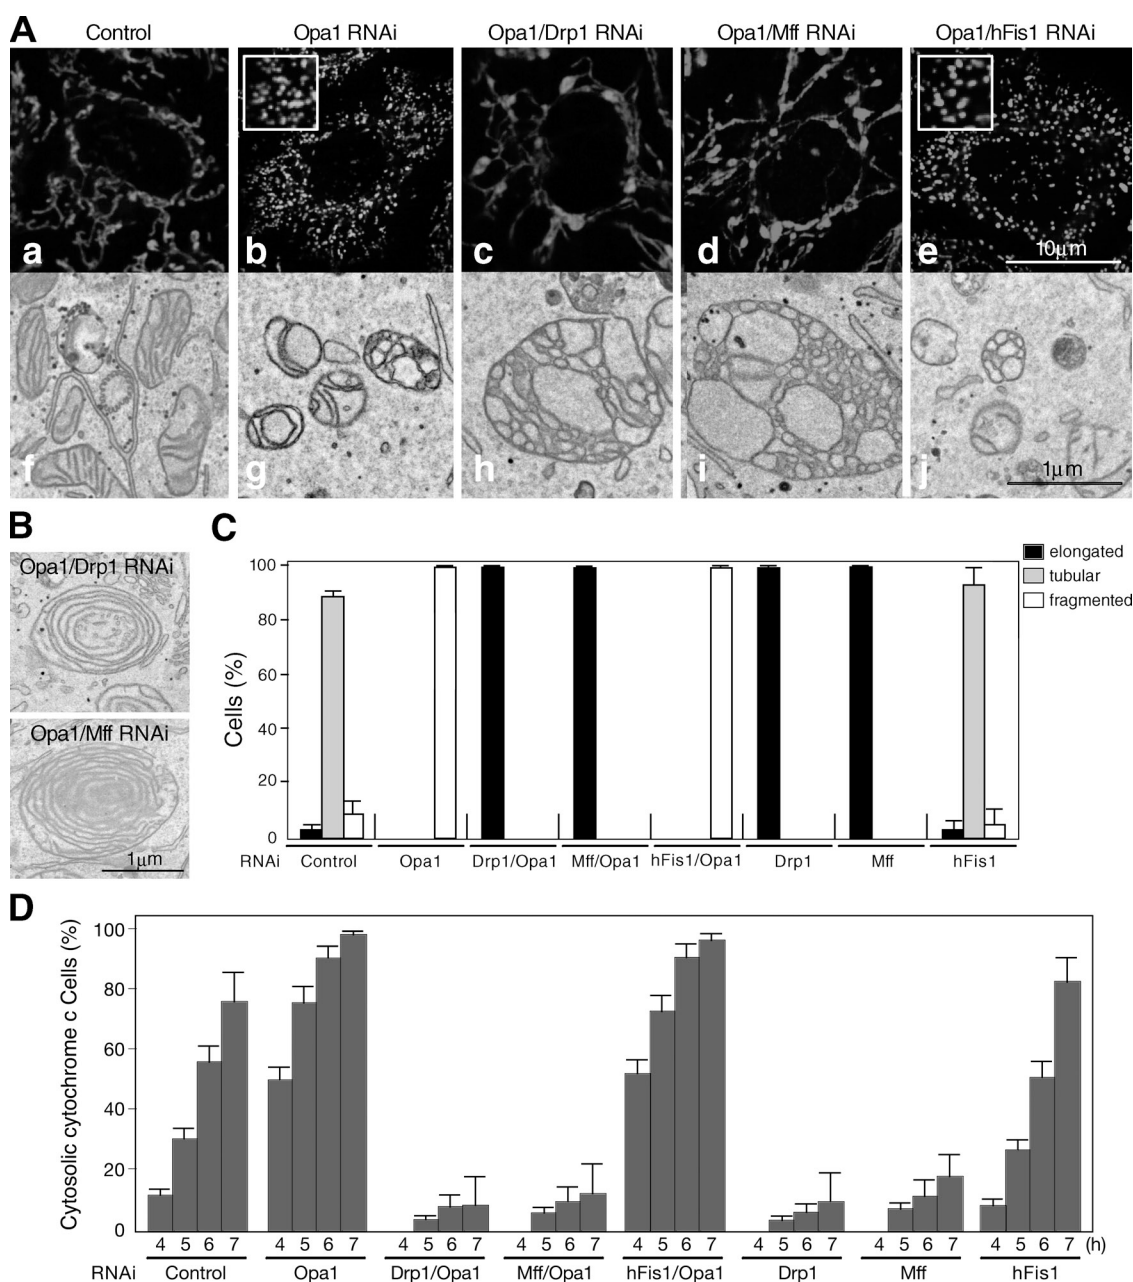 A
Control Opa1 RNAi Opa1/Drp1 RNAi Opa1/Mff RNAi Opa1/hFis1 RNAi
a b c d e 10μm
f g h i j 1μm
B
Opa1/Drp1 RNAi
Opa1/Mff RNAi
1μm
C
elongated
tubular
fragmented
Cells (%)
100
80
60
40
20
0
RNAi Control Opa1 Drp1/Opa1 Mff/Opa1 hFis1/Opa1 Drp1 Mff hFis1
D
Cytosolic cytochrome c Cells (%)
100
80
60
40
20
0
4 5 6 7 4 5 6 7 4 5 6 7 4 5 6 7 4 5 6 7 4 5 6 7 4 5 6 7 4 5 6 7 (h)
RNAi Control Opa1 Drp1/Opa1 Mff/Opa1 hFis1/Opa1 Drp1 Mff hFis1